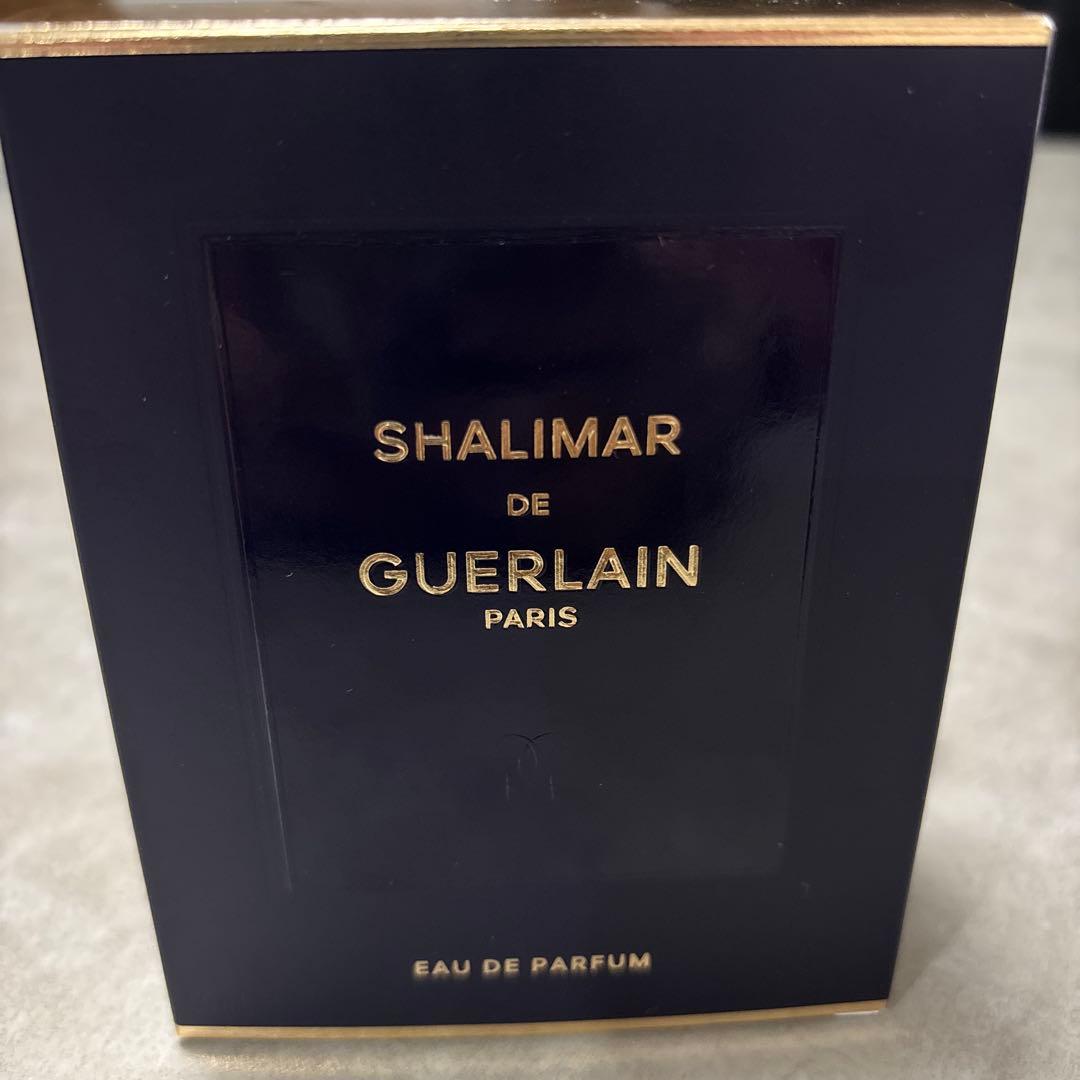 SHALIMAR
DE
GUERLAIN
PARIS
EAU DE PARFUM